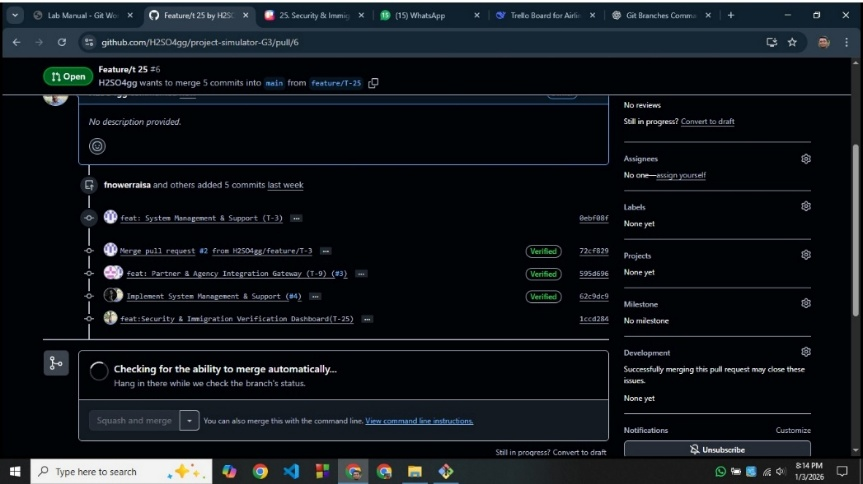 Lab Manual - Git Wo
Feature/t 25 by H2SC
25. Security & Immig
(15) WhatsApp
Trello Board for Airlin
Git Branches Comma
github.com/H2SO4gg/project-simulator-G3/pull/6
Open
Feature/t 25 #6
H2SO4gg wants to merge 5 commits into main from feature/T-25
No description provided.
fnowerraisa and others added 5 commits last week
feat: System Management & Support (T-3)
0ebf08f
Merge pull request #2 from H2SO4gg/feature/T-3
Verified
72cf829
feat: Partner & Agency Integration Gateway (T-9) (#3)
Verified
595d696
Implement System Management & Support (#4)
Verified
62c9dc9
feat:Security & Immigration Verification Dashboard(T-25)
1ccd284
Checking for the ability to merge automatically...
Hang in there while we check the branch's status.
Squash and merge
You can also merge this with the command line. View command line instructions.
Still in progress? Convert to draft
No reviews
Still in progress? Convert to draft
Assignees
No one—assign yourself
Labels
None yet
Projects
None yet
Milestone
No milestone
Development
Successfully merging this pull request may close these
issues.
None yet
Notifications
Customize
Unsubscribe
Type here to search
8:14 PM
1/3/2026